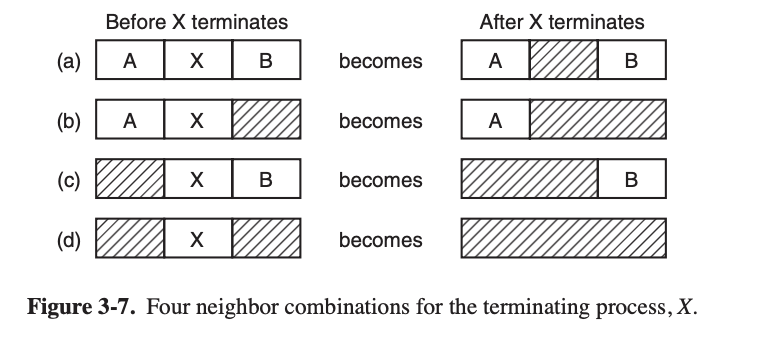 Before X terminates After X terminates
(a) A X B becomes A B
(b) A X becomes A
(c) X B becomes B
(d) X becomes
Figure 3-7. Four neighbor combinations for the terminating process, X.